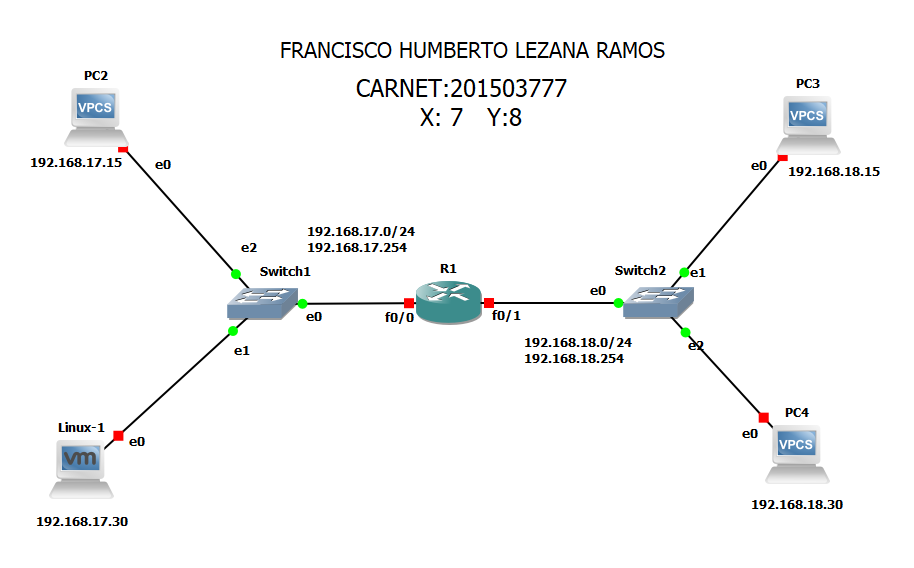 FRANCISCO HUMBERTO LEZANA RAMOS
CARNET:201503777
X: 7 Y:8
PC2
VPCS
192.168.17.15
e0
PC3
VPCS
e0
192.168.18.15
192.168.17.0/24
192.168.17.254
e2
Switch1
e0
e1
R1
f0/0
f0/1
Switch2
e0
e1
e2
192.168.18.0/24
192.168.18.254
Linux-1
vm
e0
192.168.17.30
PC4
VPCS
e0
192.168.18.30